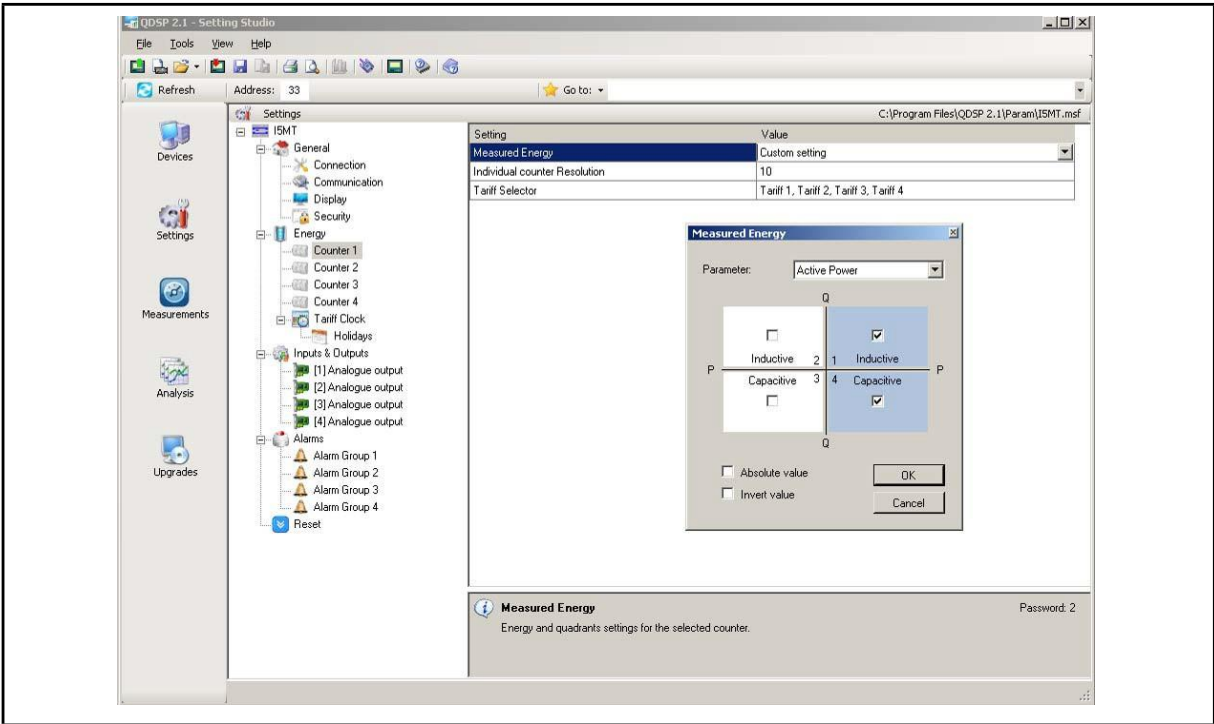 QDSP 2.1 - Setting Studio
File Tools View Help
Refresh Address: 33 Go to:
Settings C:\Program Files\QDSP 2.1\Param\I5MT.msf
Devices
Settings
Measurements
Analysis
Upgrades
I5MT
General
Connection
Communication
Display
Security
Energy
Counter 1
Counter 2
Counter 3
Counter 4
Tariff Clock
Holidays
Inputs & Outputs
[1] Analogue output
[2] Analogue output
[3] Analogue output
[4] Analogue output
Alarms
Alarm Group 1
Alarm Group 2
Alarm Group 3
Alarm Group 4
Reset
Setting Value
Measured Energy Custom setting
Individual counter Resolution 10
Tariff Selector Tariff 1, Tariff 2, Tariff 3, Tariff 4
Measured Energy
Parameter: Active Power
Q
Inductive 2 1 Inductive
P P
Capacitive 3 4 Capacitive
Q
Absolute value OK
Invert value Cancel
Measured Energy Password: 2
Energy and quadrants settings for the selected counter.